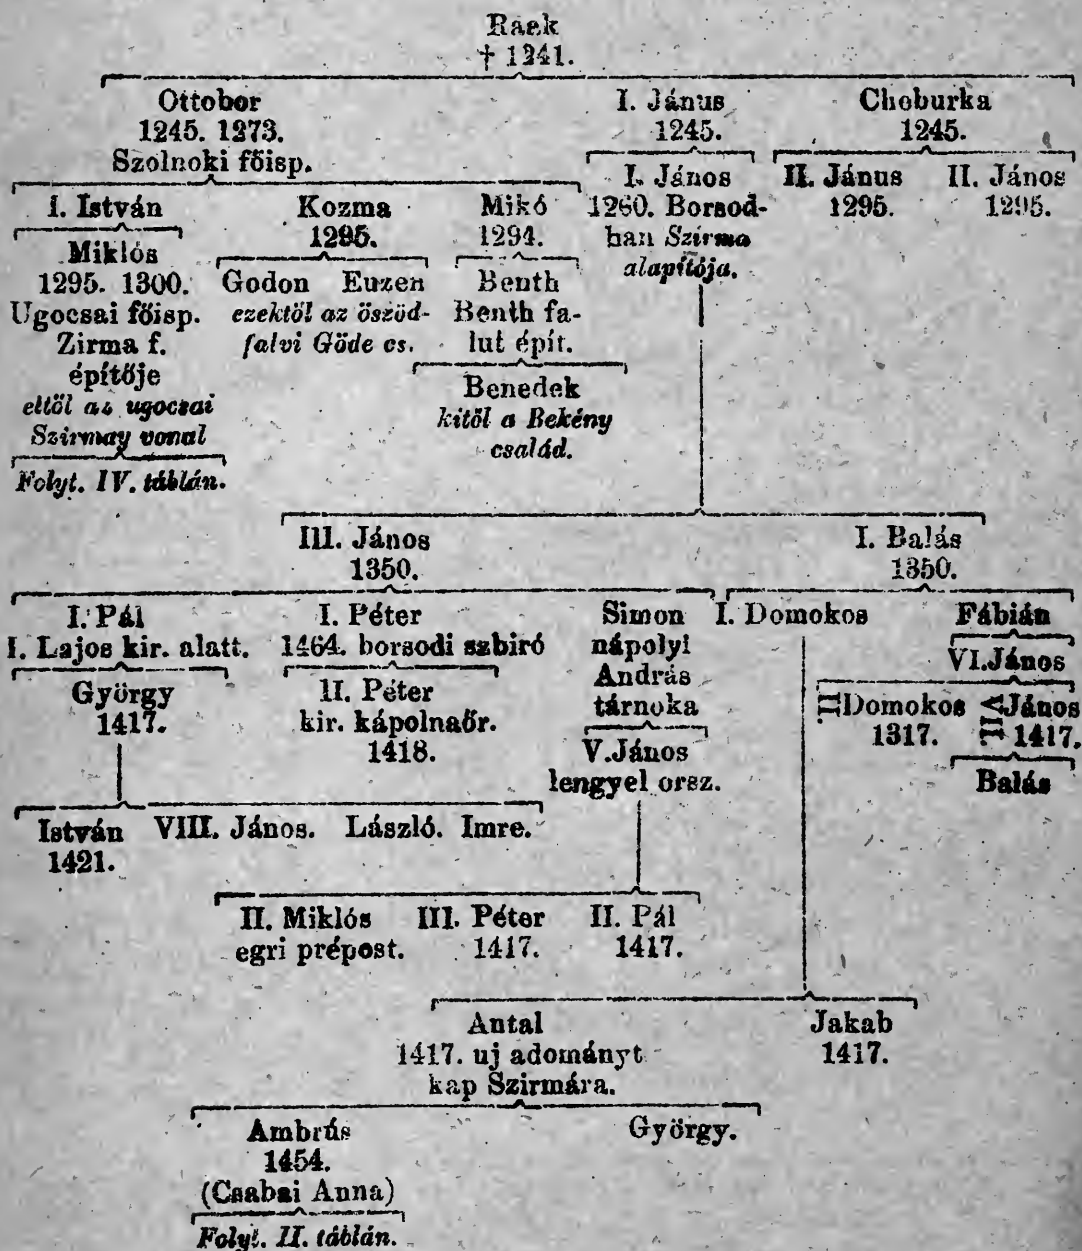 Raek
† 1241.
Ottobor
1245. 1273.
Szolnoki főisp.
I. Jánus
1245.
Choburka
1245.
I. István
Miklós
1295. 1300.
Ugocsai főisp.
Zirma f.
építője
ettől az ugocsai
Szirmay vonal
Folyt. IV. táblán.
Kozma
1295.
Godon Euzen
ezektől az öszöd-
falvi Göde cs.
Mikó
1294.
Benth
Benth fa-
lut épít.
Benedek
kitől a Bekény
család.
I. János
1260. Borsod-
ban Szirma
alapítója.
II. Jánus
1295.
II. János
1295.
III. János
1350.
I. Balás
1350.
I. Pál
I. Lajos kir. alatt.
György
1417.
I. Péter
1464. borsodi szbiró
II. Péter
kir. kápolnaőr.
1418.
Simon
nápolyi
András
tárnoka
V. János
lengyel orsz.
I. Domokos
Fábián
VI. János
II Domokos
1317.
VII János
1417.
Balás
István
1421.
VIII. János. László. Imre.
II. Miklós
egri prépost.
III. Péter
1417.
II. Pál
1417.
Antal
1417. uj adományt
kap Szirmára.
Jakab
1417.
Ambrús
1454.
(Csabai Anna)
Folyt. II. táblán.
György.